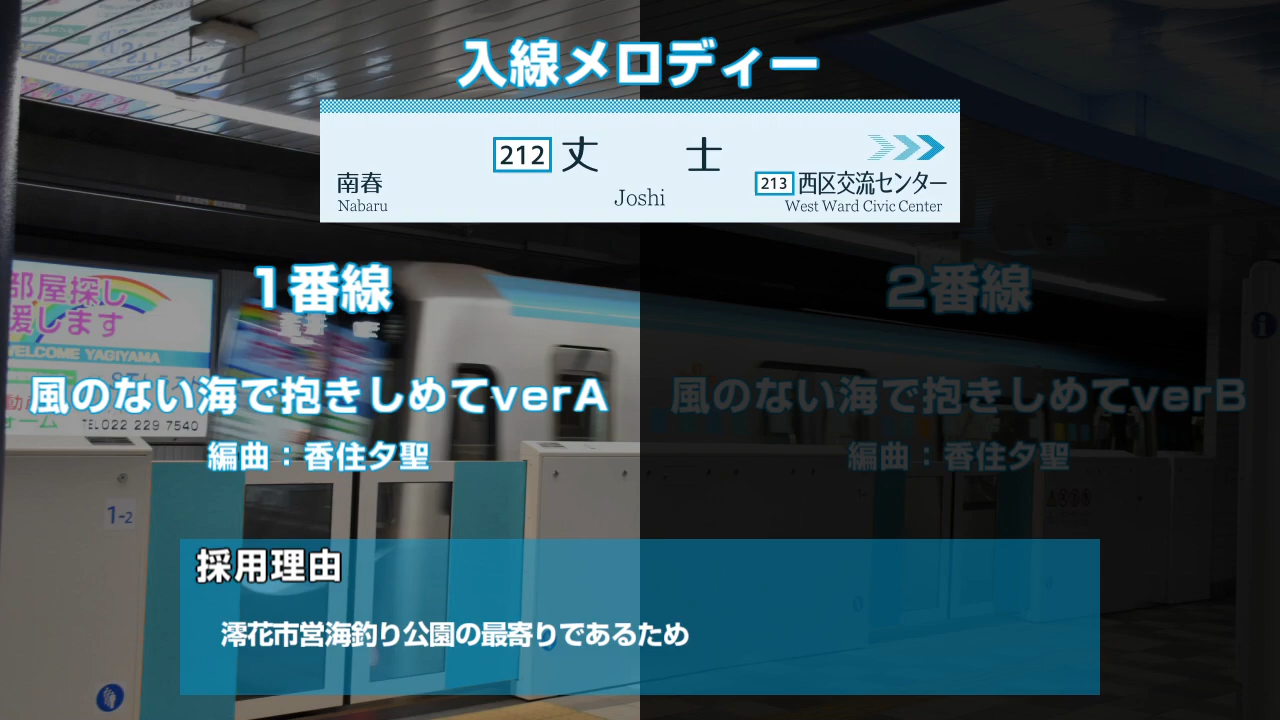 入線メロディー
212 丈士
Joshi
南春
Nabaru
213 西区交流センター
West Ward Civic Center
1番線
2番線
風のない海で抱きしめてverA
編曲：香住夕聖
風のない海で抱きしめてverB
編曲：香住夕聖
部屋探し
援します
WELCOME YAGIYAMA
TEL022 229 7540
1-2
採用理由
澪花市営海釣り公園の最寄りであるため